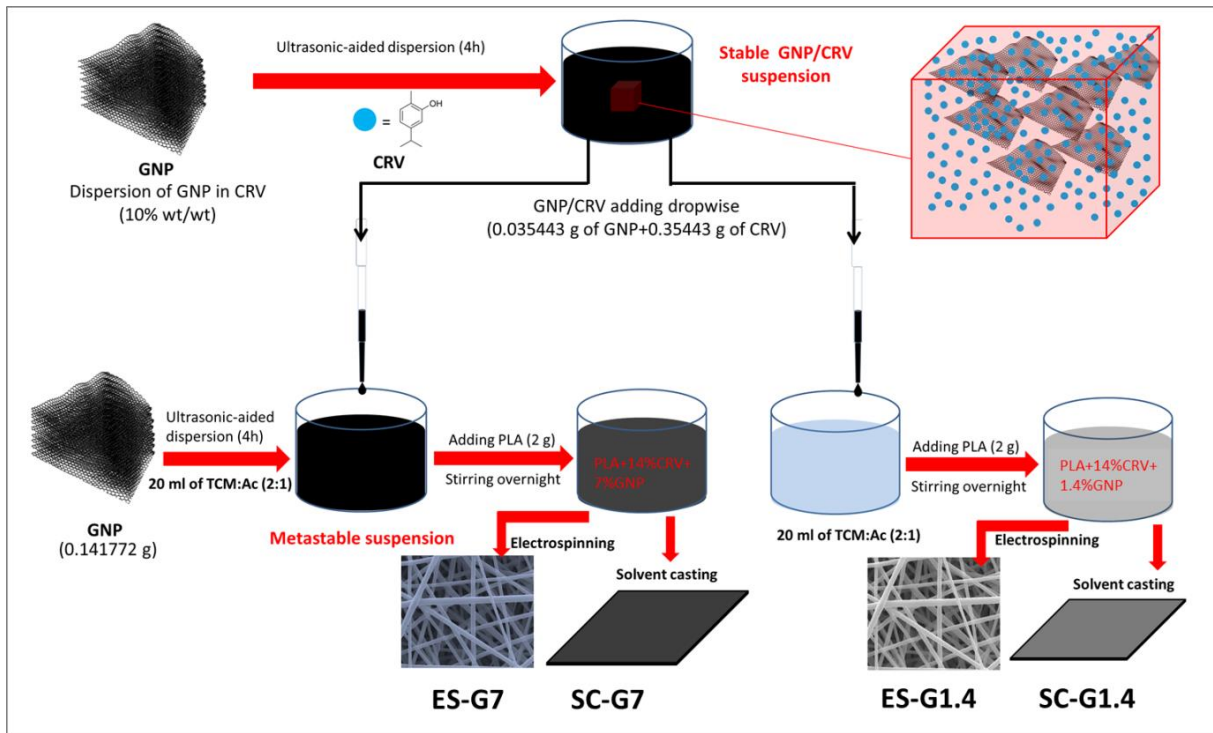 Ultrasonic-aided dispersion (4h)
Stable GNP/CRV
suspension
OH
=
CRV
GNP
Dispersion of GNP in CRV
(10% wt/wt)
GNP/CRV adding dropwise
(0.035443 g of GNP+0.35443 g of CRV)
Ultrasonic-aided
dispersion (4h)
20 ml of TCM:Ac (2:1)
GNP
(0.141772 g)
Metastable suspension
Adding PLA (2 g)
Stirring overnight
PLA+14%CRV+
7%GNP
Electrospinning
Solvent casting
ES-G7
SC-G7
20 ml of TCM:Ac (2:1)
Adding PLA (2 g)
Stirring overnight
PLA+14%CRV+
1.4%GNP
Electrospinning
Solvent casting
ES-G1.4
SC-G1.4